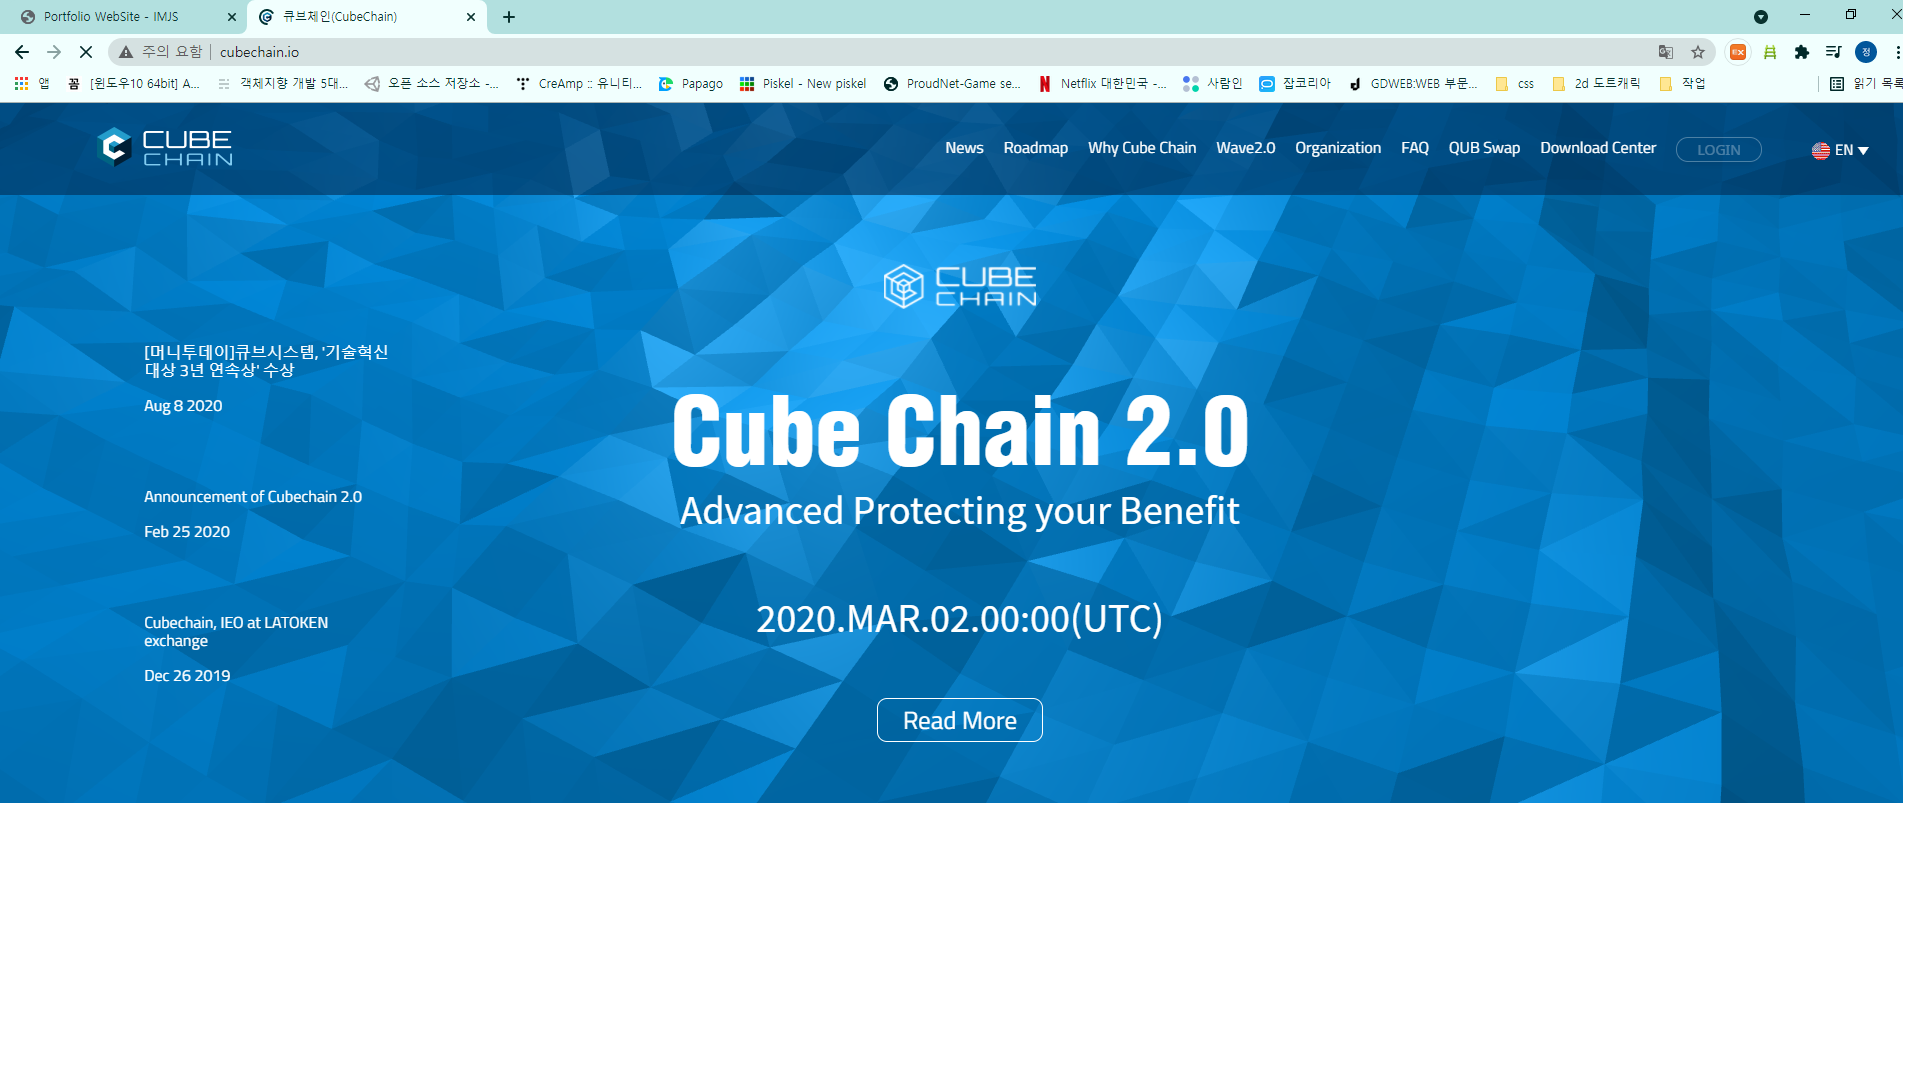 Portfolio WebSite - IMJS
큐브체인(CubeChain)
주의 요함 | cubechain.io
EX
정
앱
[윈도우10 64bit] A...
객체지향 개발 5대...
오픈 소스 저장소 -...
CreAmp :: 유니티...
Papago
Piskel - New piskel
ProudNet-Game se...
Netflix 대한민국 -...
사람인
잡코리아
GDWEB:WEB 부문...
css
2d 도트캐릭
작업
읽기 목록
CUBE
CHAIN
News
Roadmap
Why Cube Chain
Wave2.0
Organization
FAQ
QUB Swap
Download Center
LOGIN
EN
CUBE
CHAIN
[머니투데이]큐브시스템, '기술혁신
대상 3년 연속상' 수상
Aug 8 2020
Announcement of Cubechain 2.0
Feb 25 2020
Cubechain, IEO at LATOKEN
exchange
Dec 26 2019
Cube Chain 2.0
Advanced Protecting your Benefit
2020.MAR.02.00:00(UTC)
Read More